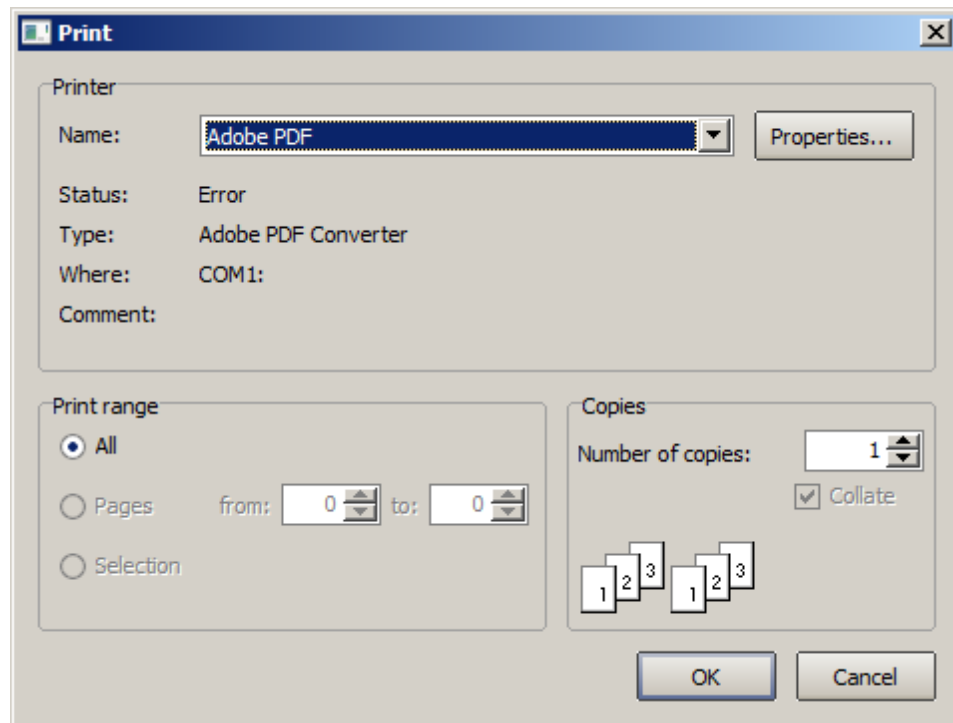 Print
Printer
Name: Adobe PDF Properties...
Status: Error
Type: Adobe PDF Converter
Where: COM1:
Comment:
Print range
All
Pages from: 0 to: 0
Selection
Copies
Number of copies: 1
Collate
1 2 3 1 2 3
OK Cancel